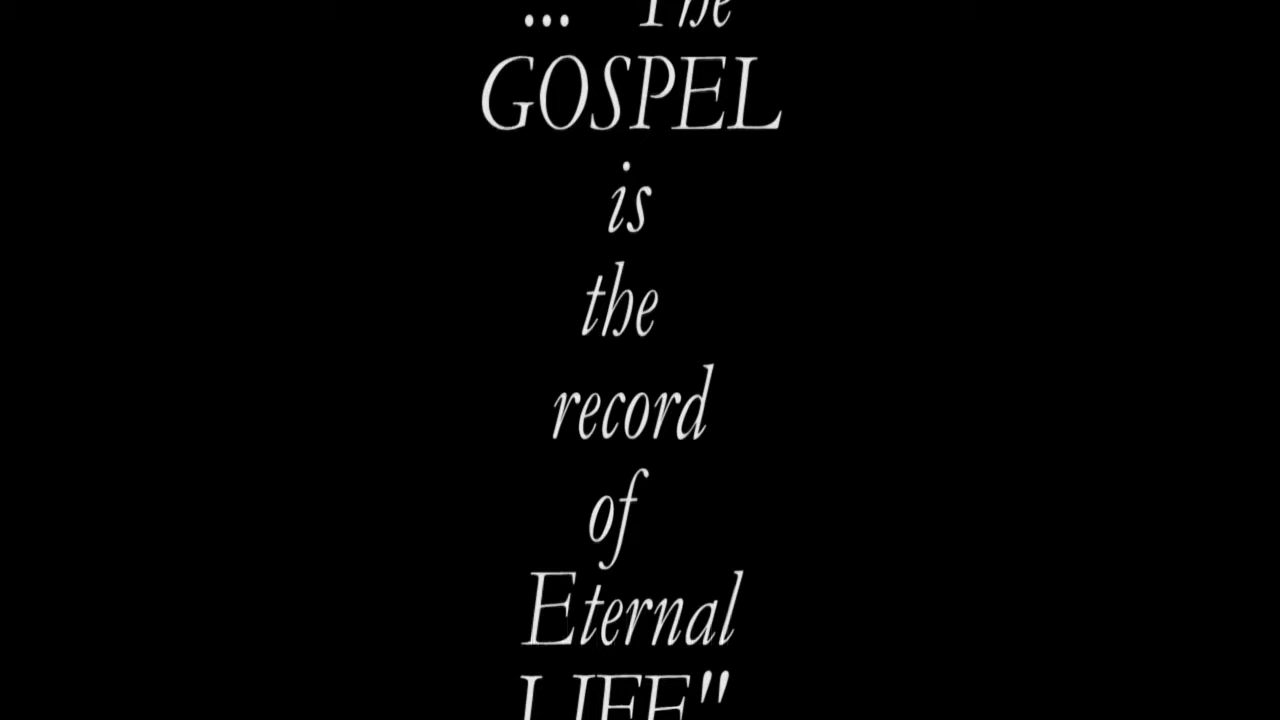 ... The
GOSPEL
is
the
record
of
Eternal
LIFE"